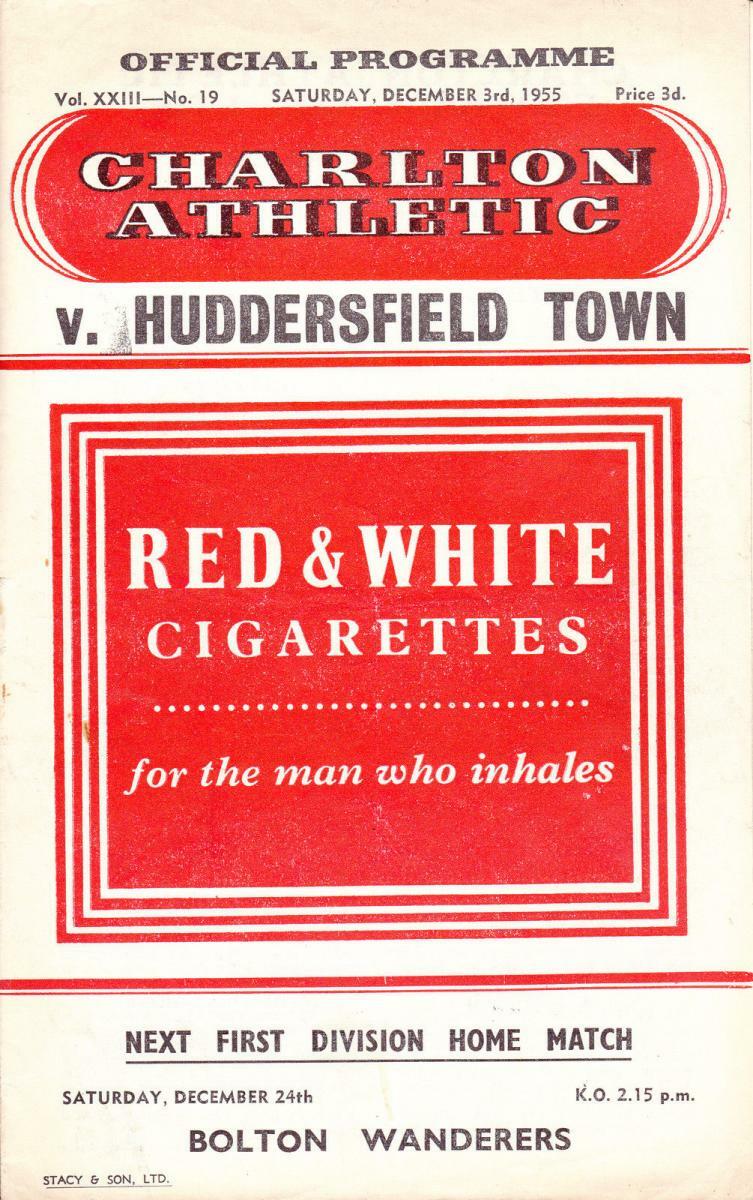 OFFICIAL PROGRAMME
Vol. XXIII—No. 19 SATURDAY, DECEMBER 3rd, 1955 Price 3d.
CHARLTON
ATHLETIC
v. HUDDERSFIELD TOWN
RED & WHITE
CIGARETTES
for the man who inhales
NEXT FIRST DIVISION HOME MATCH
SATURDAY, DECEMBER 24th K.O. 2.15 p.m.
BOLTON WANDERERS
STACY & SON, LTD.